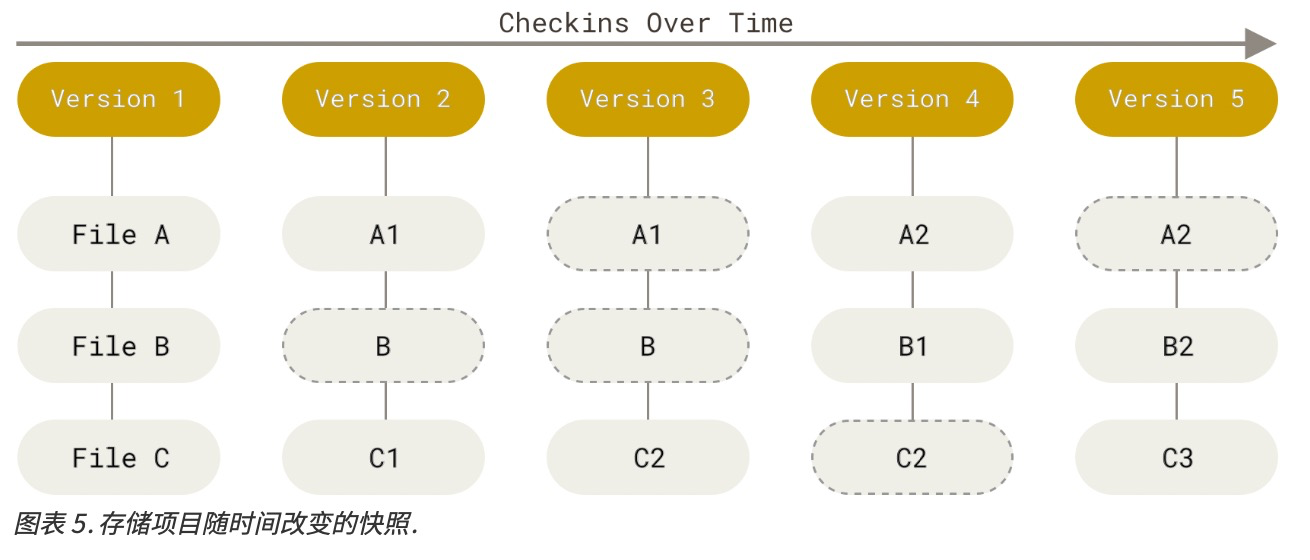 Checkins Over Time
Version 1 Version 2 Version 3 Version 4 Version 5
File A A1 A1 A2 A2
File B B B B1 B2
File C C1 C2 C2 C3
图表 5. 存储项目随时间改变的快照.